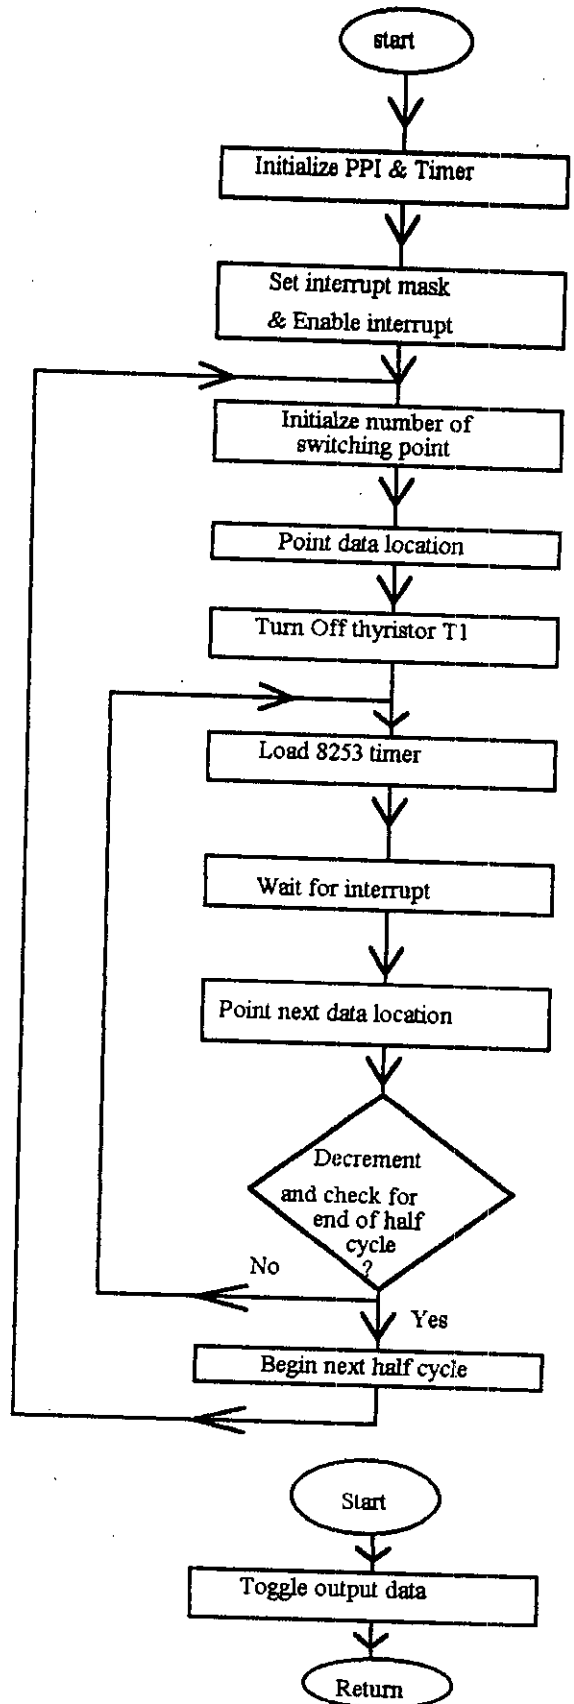 start
Initialize PPI & Timer
Set interrupt mask
& Enable interrupt
Initialze number of
switching point
Point data location
Turn Off thyristor T1
Load 8253 timer
Wait for interrupt
Point next data location
Decrement
and check for
end of half
cycle
?
No
Yes
Begin next half cycle
Start
Toggle output data
Return